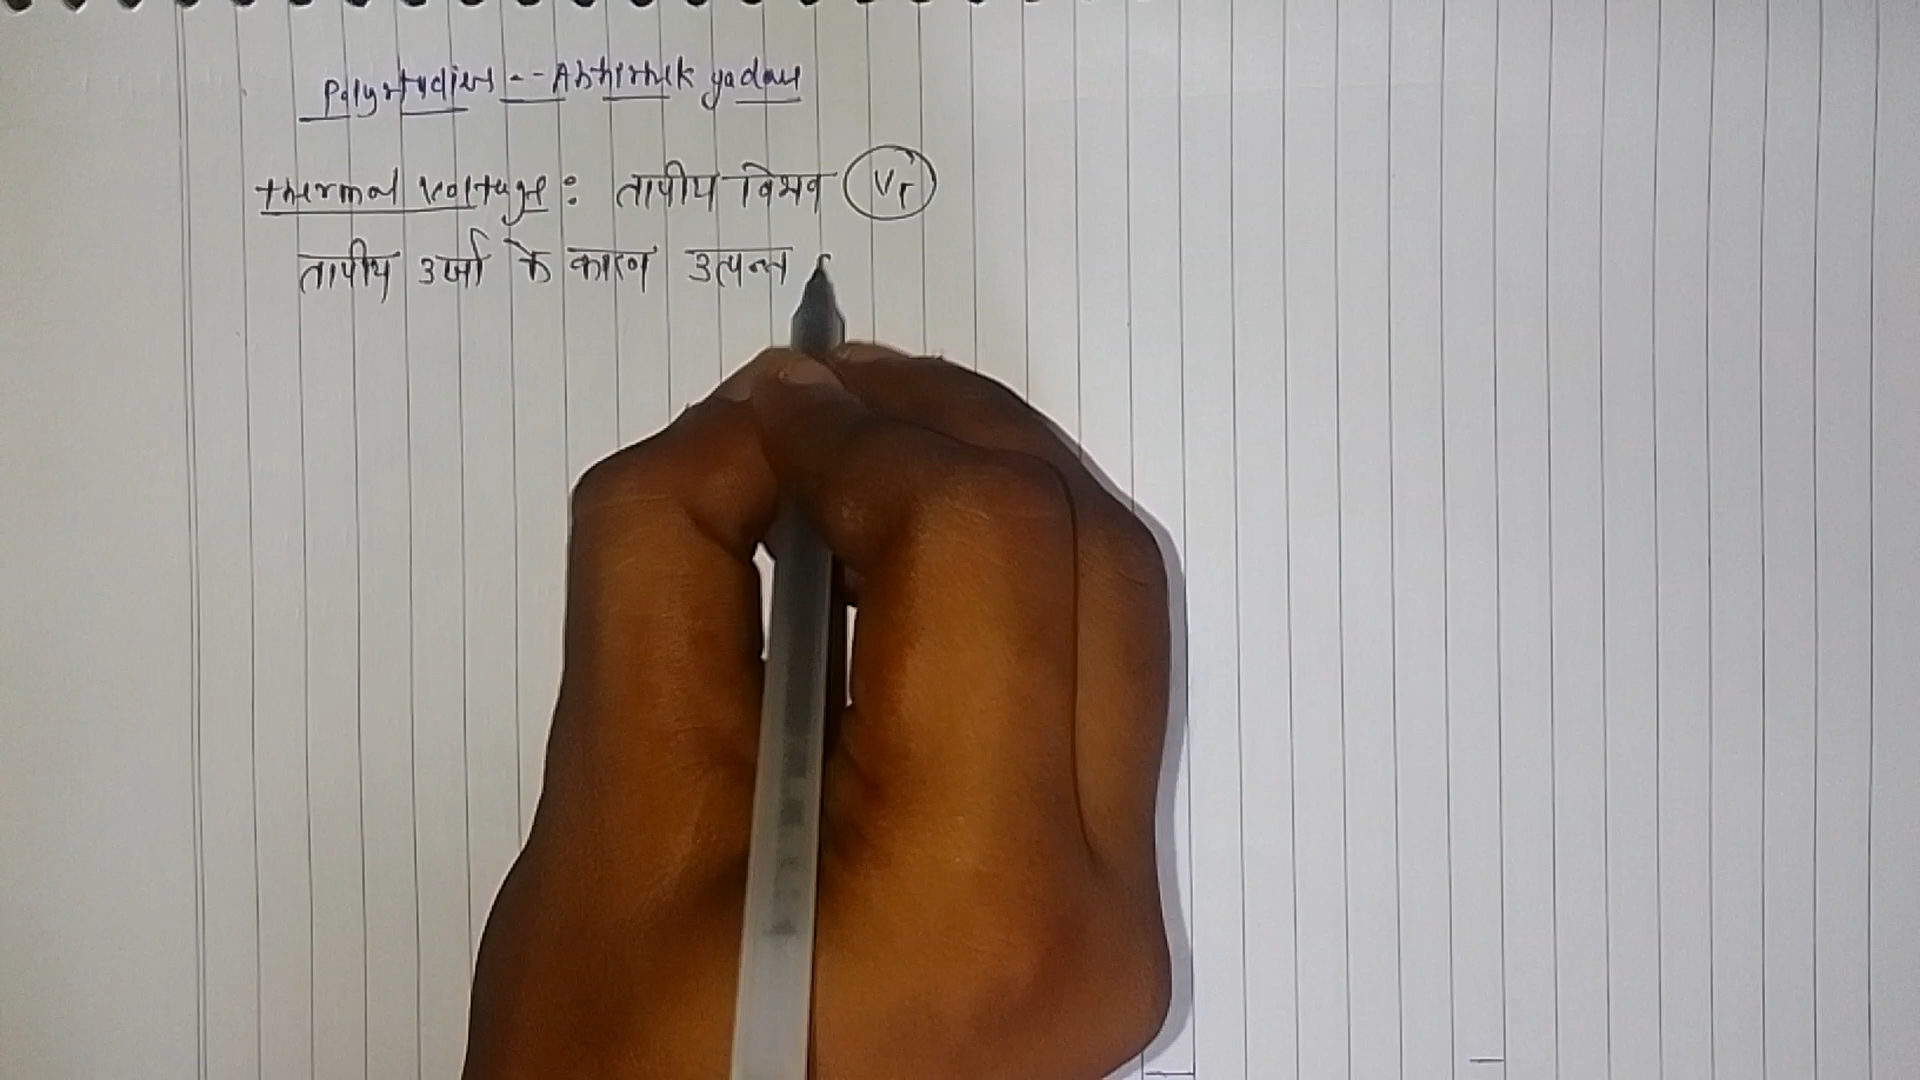 Polystudies -- Abhishek yadav
thermal voltage : तापीय विभव VT
तापीय उर्जा के कारण उत्पन्न